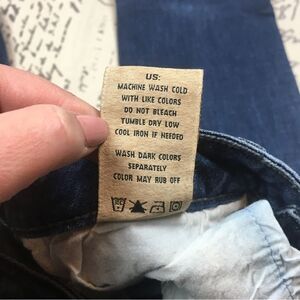 US:
MACHINE WASH COLD
WITH LIKE COLORS
DO NOT BLEACH
TUMBLE DRY LOW
COOL IRON IF NEEDED
WASH DARK COLORS
SEPARATELY
COLOR MAY RUB OFF